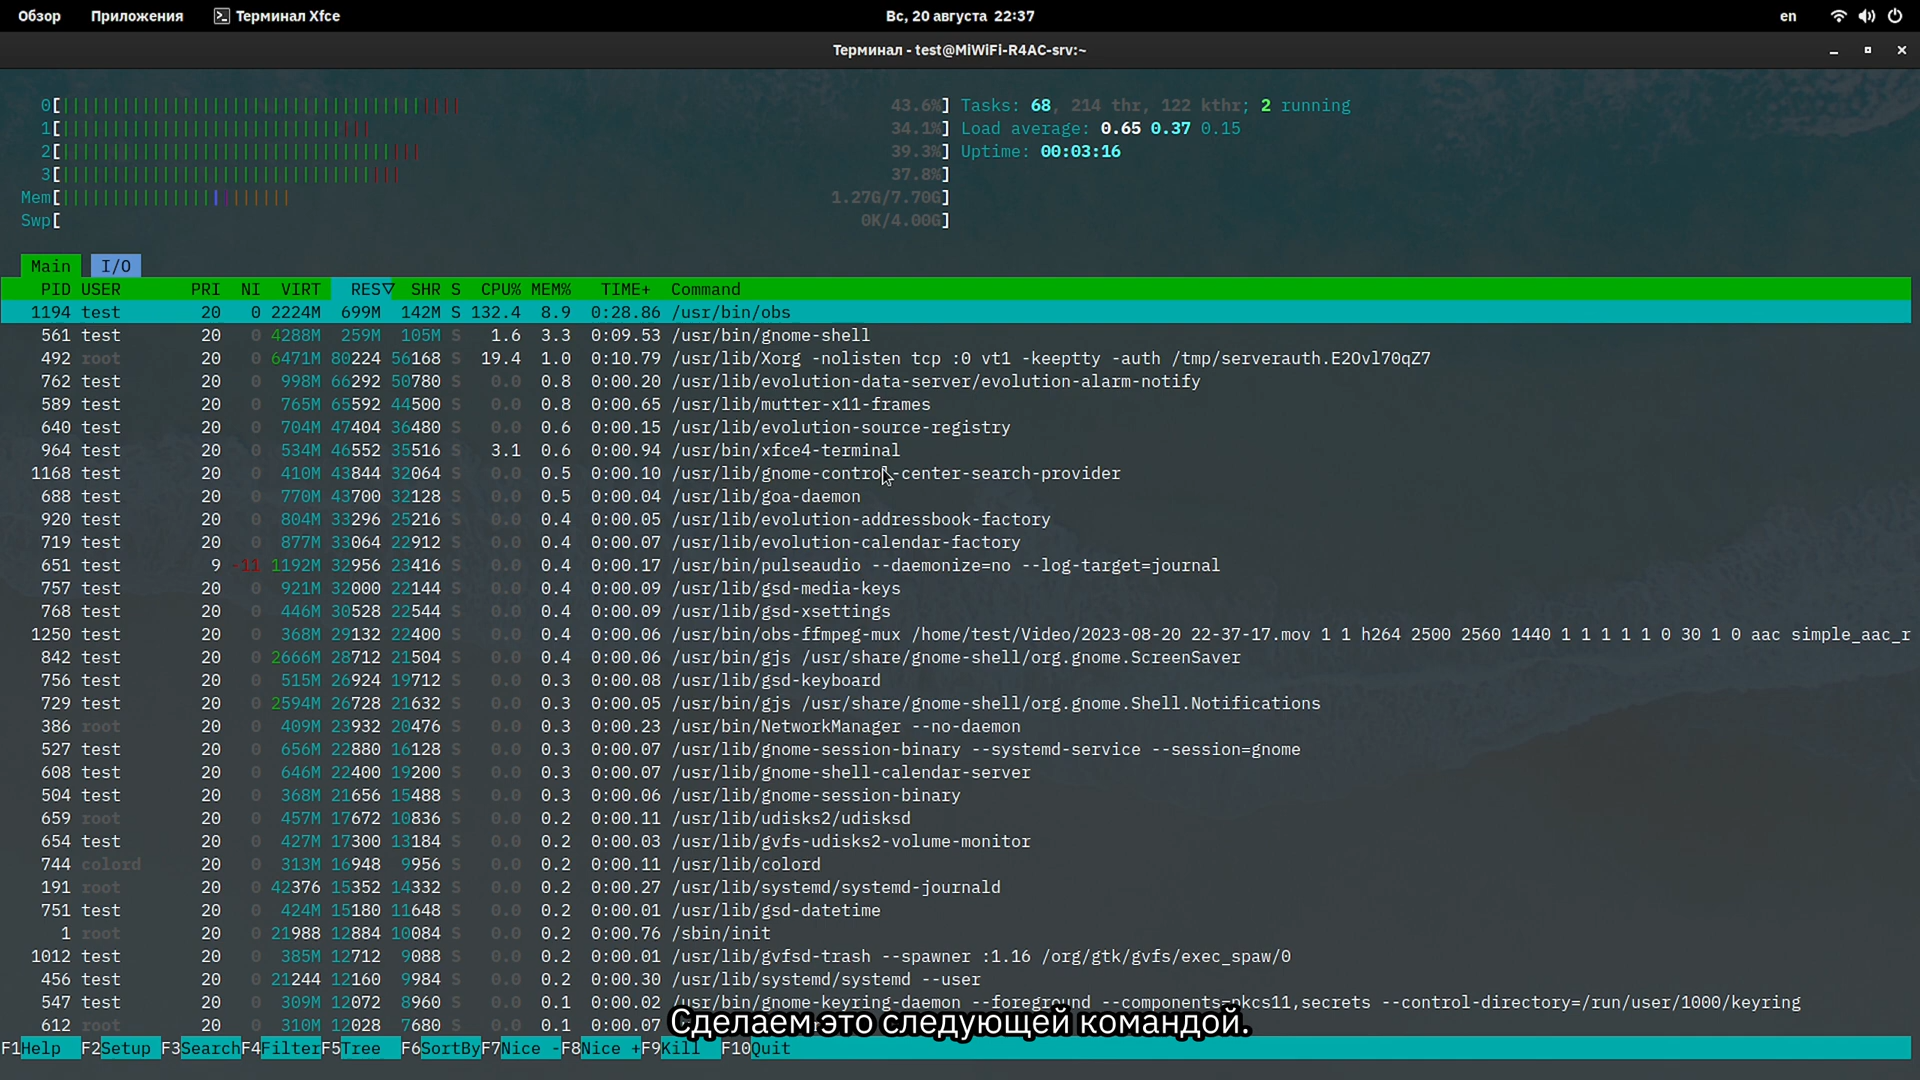 Обзор Приложения Терминал Xfce Вс, 20 августа 22:37 en
Терминал - test@MiWiFi-R4AC-srv:~
0[ 43.6%] Tasks: 68, 214 thr, 122 kthr; 2 running
1[ 34.1%] Load average: 0.65 0.37 0.15
2[ 39.3%] Uptime: 00:03:16
3[ 37.8%]
Mem[ 1.27G/7.70G]
Swp[ 0K/4.00G]
Main I/O
PID USER PRI NI VIRT RES▽ SHR S CPU% MEM% TIME+ Command
1194 test 20 0 2224M 699M 142M S 132.4 8.9 0:28.86 /usr/bin/obs
561 test 20 0 4288M 259M 105M S 1.6 3.3 0:09.53 /usr/bin/gnome-shell
492 root 20 0 6471M 80224 56168 S 19.4 1.0 0:10.79 /usr/lib/Xorg -nolisten tcp :0 vt1 -keeptty -auth /tmp/serverauth.E2Ovl70qZ7
762 test 20 0 998M 66292 50780 S 0.0 0.8 0:00.20 /usr/lib/evolution-data-server/evolution-alarm-notify
589 test 20 0 765M 65592 44500 S 0.0 0.8 0:00.65 /usr/lib/mutter-x11-frames
640 test 20 0 704M 47404 36480 S 0.0 0.6 0:00.15 /usr/lib/evolution-source-registry
964 test 20 0 534M 46552 35516 S 3.1 0.6 0:00.94 /usr/bin/xfce4-terminal
1168 test 20 0 410M 43844 32064 S 0.0 0.5 0:00.10 /usr/lib/gnome-control-center-search-provider
688 test 20 0 770M 43700 32128 S 0.0 0.5 0:00.04 /usr/lib/goa-daemon
920 test 20 0 804M 33296 25216 S 0.0 0.4 0:00.05 /usr/lib/evolution-addressbook-factory
719 test 20 0 877M 33064 22912 S 0.0 0.4 0:00.07 /usr/lib/evolution-calendar-factory
651 test 9 -11 1192M 32956 23416 S 0.0 0.4 0:00.17 /usr/bin/pulseaudio --daemonize=no --log-target=journal
757 test 20 0 921M 32000 22144 S 0.0 0.4 0:00.09 /usr/lib/gsd-media-keys
768 test 20 0 446M 30528 22544 S 0.0 0.4 0:00.09 /usr/lib/gsd-xsettings
1250 test 20 0 368M 29132 22400 S 0.0 0.4 0:00.06 /usr/bin/obs-ffmpeg-mux /home/test/Video/2023-08-20 22-37-17.mov 1 1 h264 2500 2560 1440 1 1 1 1 1 0 30 1 0 aac simple_aac_r
842 test 20 0 2666M 28712 21504 S 0.0 0.4 0:00.06 /usr/bin/gjs /usr/share/gnome-shell/org.gnome.ScreenSaver
756 test 20 0 515M 26924 19712 S 0.0 0.3 0:00.08 /usr/lib/gsd-keyboard
729 test 20 0 2594M 26728 21632 S 0.0 0.3 0:00.05 /usr/bin/gjs /usr/share/gnome-shell/org.gnome.Shell.Notifications
386 root 20 0 409M 23932 20476 S 0.0 0.3 0:00.23 /usr/bin/NetworkManager --no-daemon
527 test 20 0 656M 22880 16128 S 0.0 0.3 0:00.07 /usr/lib/gnome-session-binary --systemd-service --session=gnome
608 test 20 0 646M 22400 19200 S 0.0 0.3 0:00.07 /usr/lib/gnome-shell-calendar-server
504 test 20 0 368M 21656 15488 S 0.0 0.3 0:00.06 /usr/lib/gnome-session-binary
659 root 20 0 457M 17672 10836 S 0.0 0.2 0:00.11 /usr/lib/udisks2/udisksd
654 test 20 0 427M 17300 13184 S 0.0 0.2 0:00.03 /usr/lib/gvfs-udisks2-volume-monitor
744 colord 20 0 313M 16948 9956 S 0.0 0.2 0:00.11 /usr/lib/colord
191 root 20 0 42376 15352 14332 S 0.0 0.2 0:00.27 /usr/lib/systemd/systemd-journald
751 test 20 0 424M 15180 11648 S 0.0 0.2 0:00.01 /usr/lib/gsd-datetime
1 root 20 0 21988 12884 10084 S 0.0 0.2 0:00.76 /sbin/init
1012 test 20 0 385M 12712 9088 S 0.0 0.2 0:00.01 /usr/lib/gvfsd-trash --spawner :1.16 /org/gtk/gvfs/exec_spaw/0
456 test 20 0 21244 12160 9984 S 0.0 0.2 0:00.30 /usr/lib/systemd/systemd --user
547 test 20 0 309M 12072 8960 S 0.0 0.1 0:00.02 /usr/bin/gnome-keyring-daemon --foreground --components=pkcs11,secrets --control-directory=/run/user/1000/keyring
612 test 20 0 310M 12028 7680 S 0.0 0.1 0:00.07
Сделаем это следующей командой.
F1Help F2Setup F3SearchF4FilterF5Tree F6SortByF7Nice -F8Nice +F9Kill F10Quit